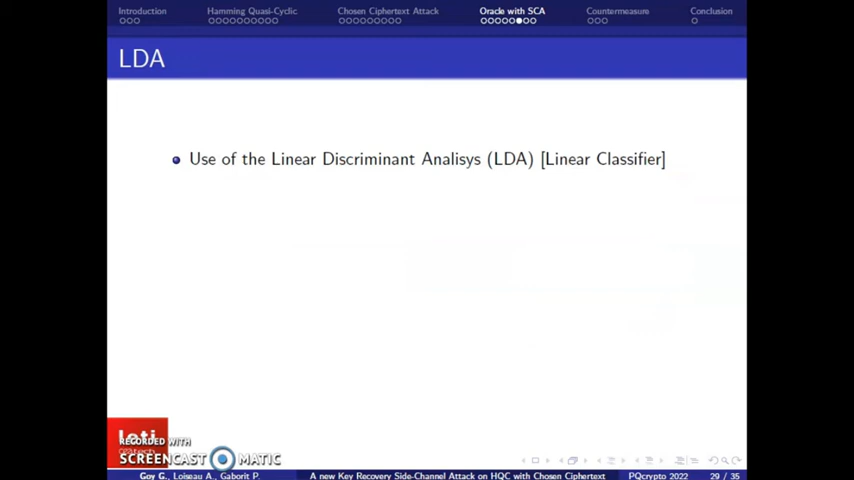 Introduction
Hamming Quasi-Cyclic
Chosen Ciphertext Attack
Oracle with SCA
Countermeasure
Conclusion
LDA
Use of the Linear Discriminant Analisys (LDA) [Linear Classifier]
leti
RECORDED WITH
SCREENCAST MATIC
Goy G., Loiseau A., Gaborit P.
A new Key Recovery Side-Channel Attack on HQC with Chosen Ciphertext
PQcrypto 2022
29 / 35